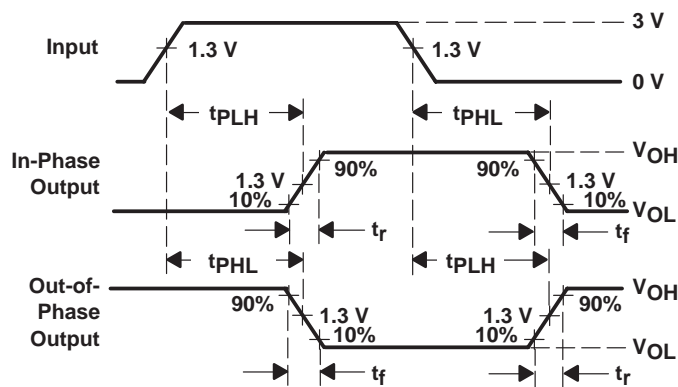 3 V
Input
1.3 V
1.3 V
0 V
tPLH
tPHL
VOH
In-Phase
Output
90%
90%
1.3 V
1.3 V
10%
10%
VOL
tr
tf
tPHL
tPLH
Out-of-
Phase
Output
VOH
90%
90%
1.3 V
1.3 V
10%
10%
VOL
tf
tr